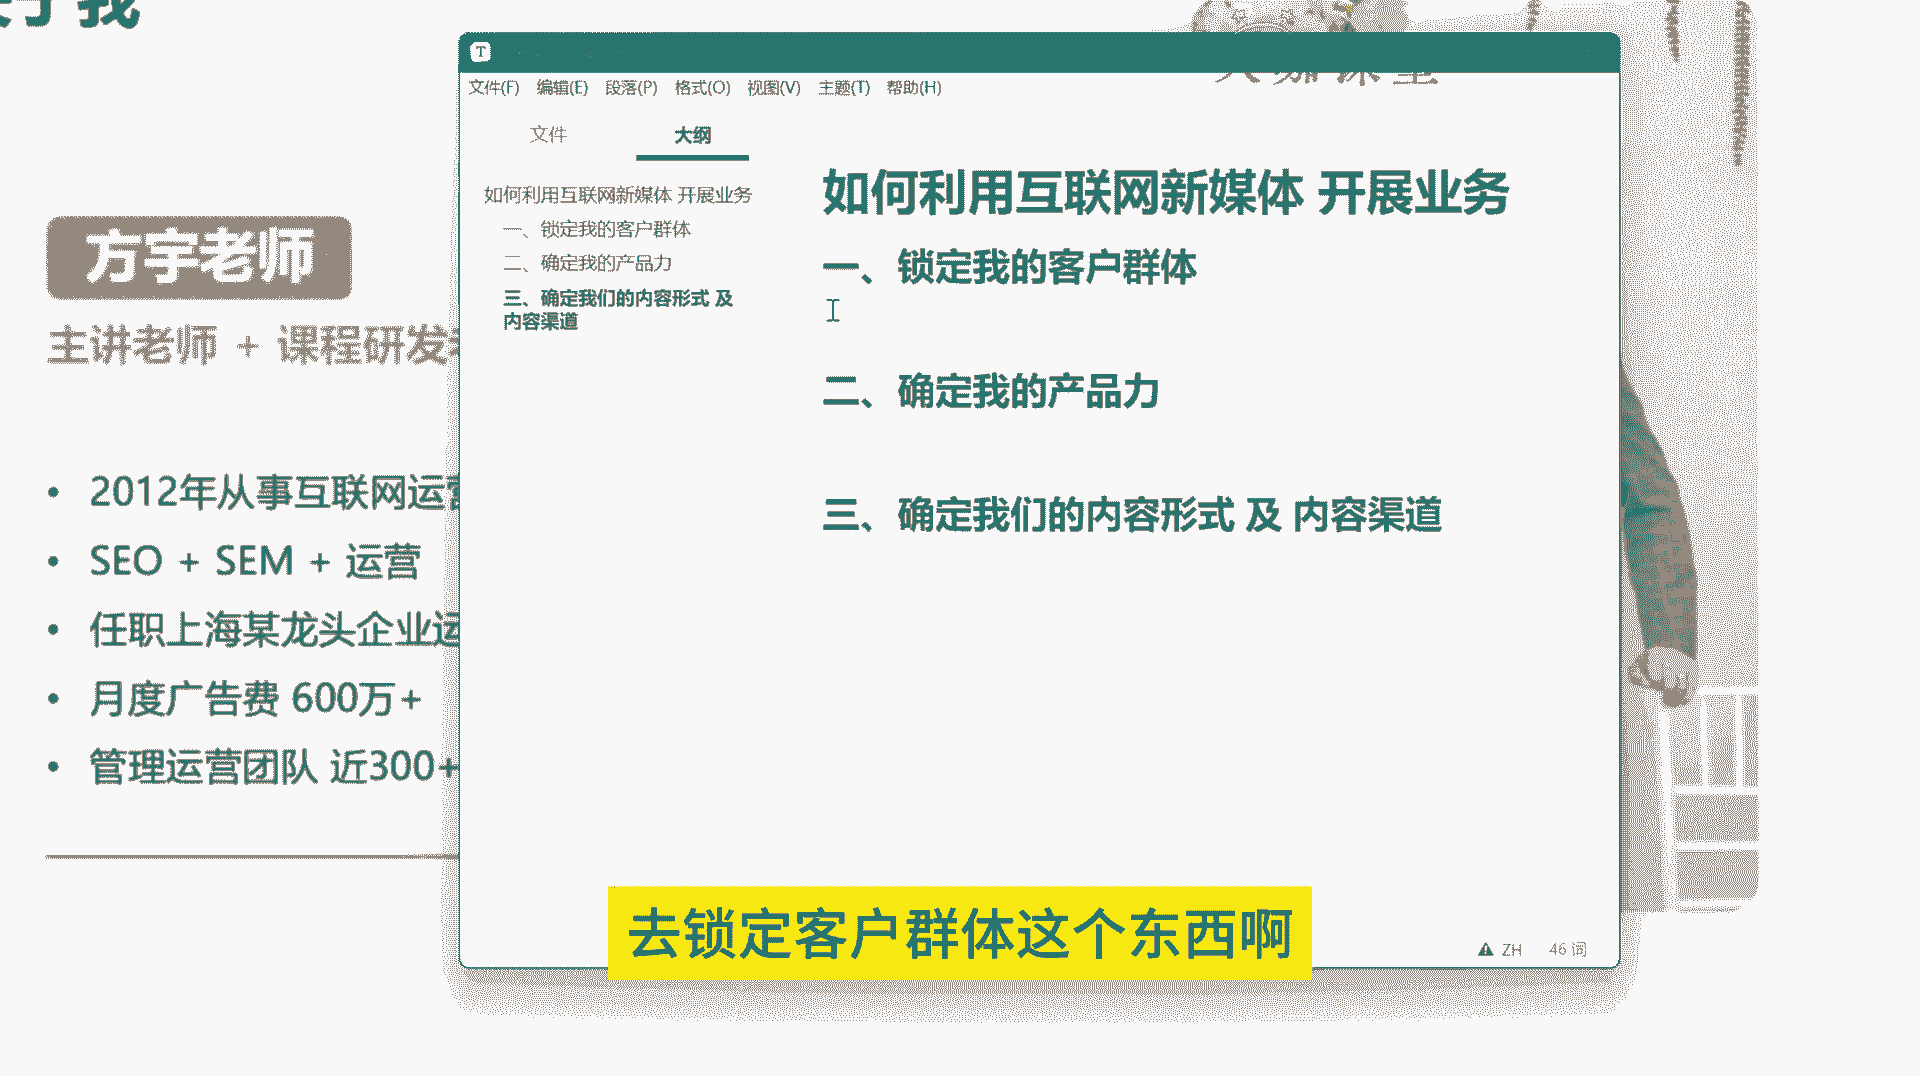 于我
方宇老师
主讲老师 + 课程研发
2012年从事互联网运营
SEO + SEM + 运营
任职上海某龙头企业运
月度广告费 600万+
管理运营团队 近300+
T
文件(F) 编辑(E) 段落(P) 格式(O) 视图(V) 主题(T) 帮助(H)
文件 大纲
如何利用互联网新媒体 开展业务
一、锁定我的客户群体
二、确定我的产品力
三、确定我们的内容形式 及
内容渠道
如何利用互联网新媒体 开展业务
一、锁定我的客户群体
二、确定我的产品力
三、确定我们的内容形式 及 内容渠道
ZH 46 词
去锁定客户群体这个东西啊